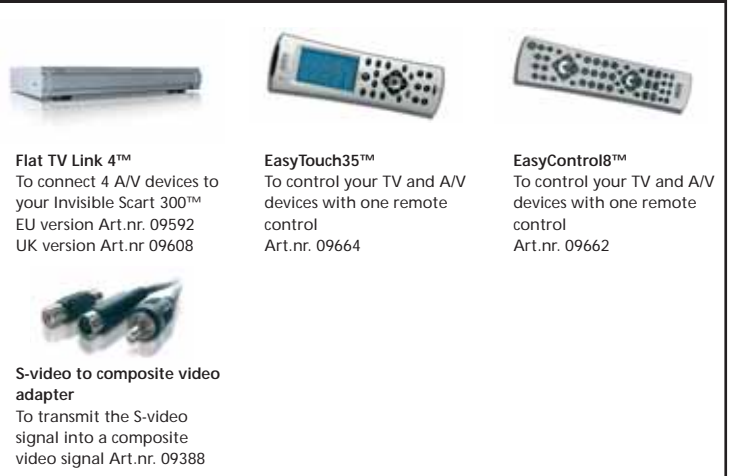 Flat TV Link 4™
To connect 4 A/V devices to
your Invisible Scart 300™
EU version Art.nr. 09592
UK version Art.nr 09608
EasyTouch35™
To control your TV and A/V
devices with one remote
control
Art.nr. 09664
EasyControl8™
To control your TV and A/V
devices with one remote
control
Art.nr. 09662
S-video to composite video
adapter
To transmit the S-video
signal into a composite
video signal Art.nr. 09388